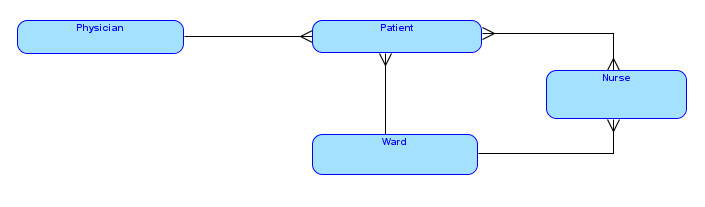 Physician
Patient
Nurse
Ward